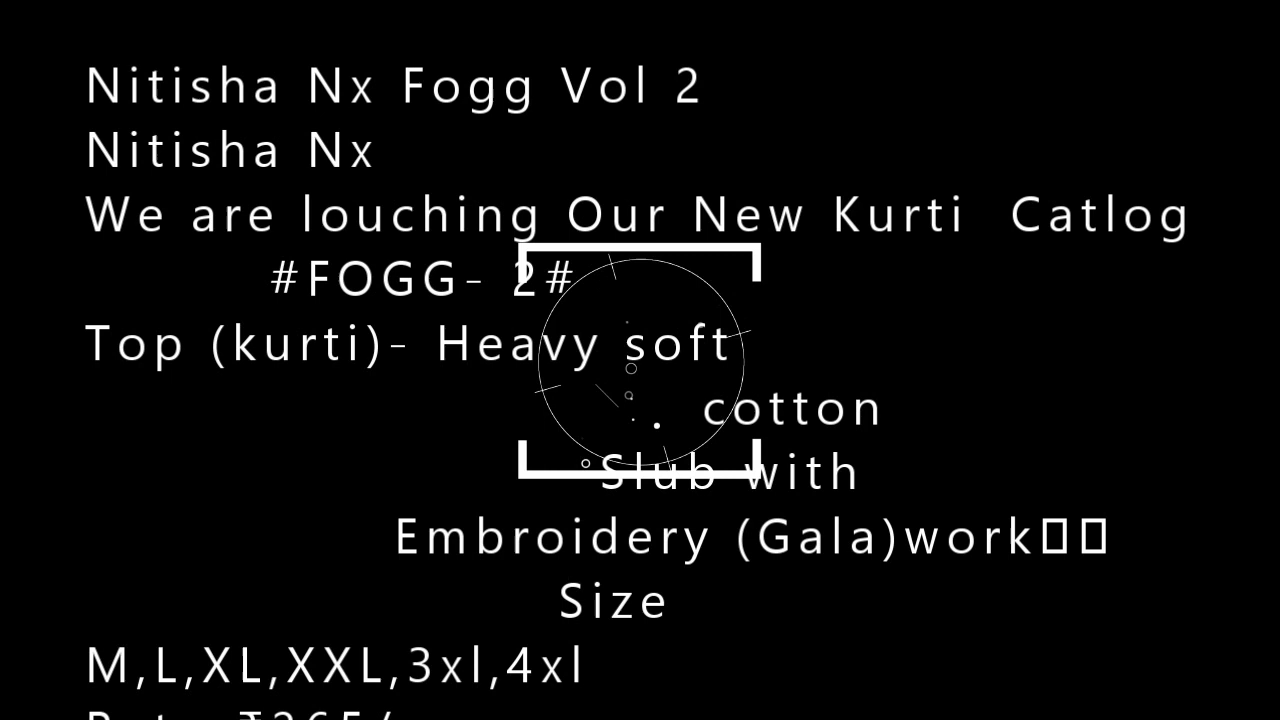 Nitisha Nx Fogg Vol 2
Nitisha Nx
We are louching Our New Kurti Catlog
#FOGG- 2#
Top (kurti)- Heavy soft
cotton
Slub with
Embroidery (Gala)work
Size
M,L,XL,XXL,3xl,4xl